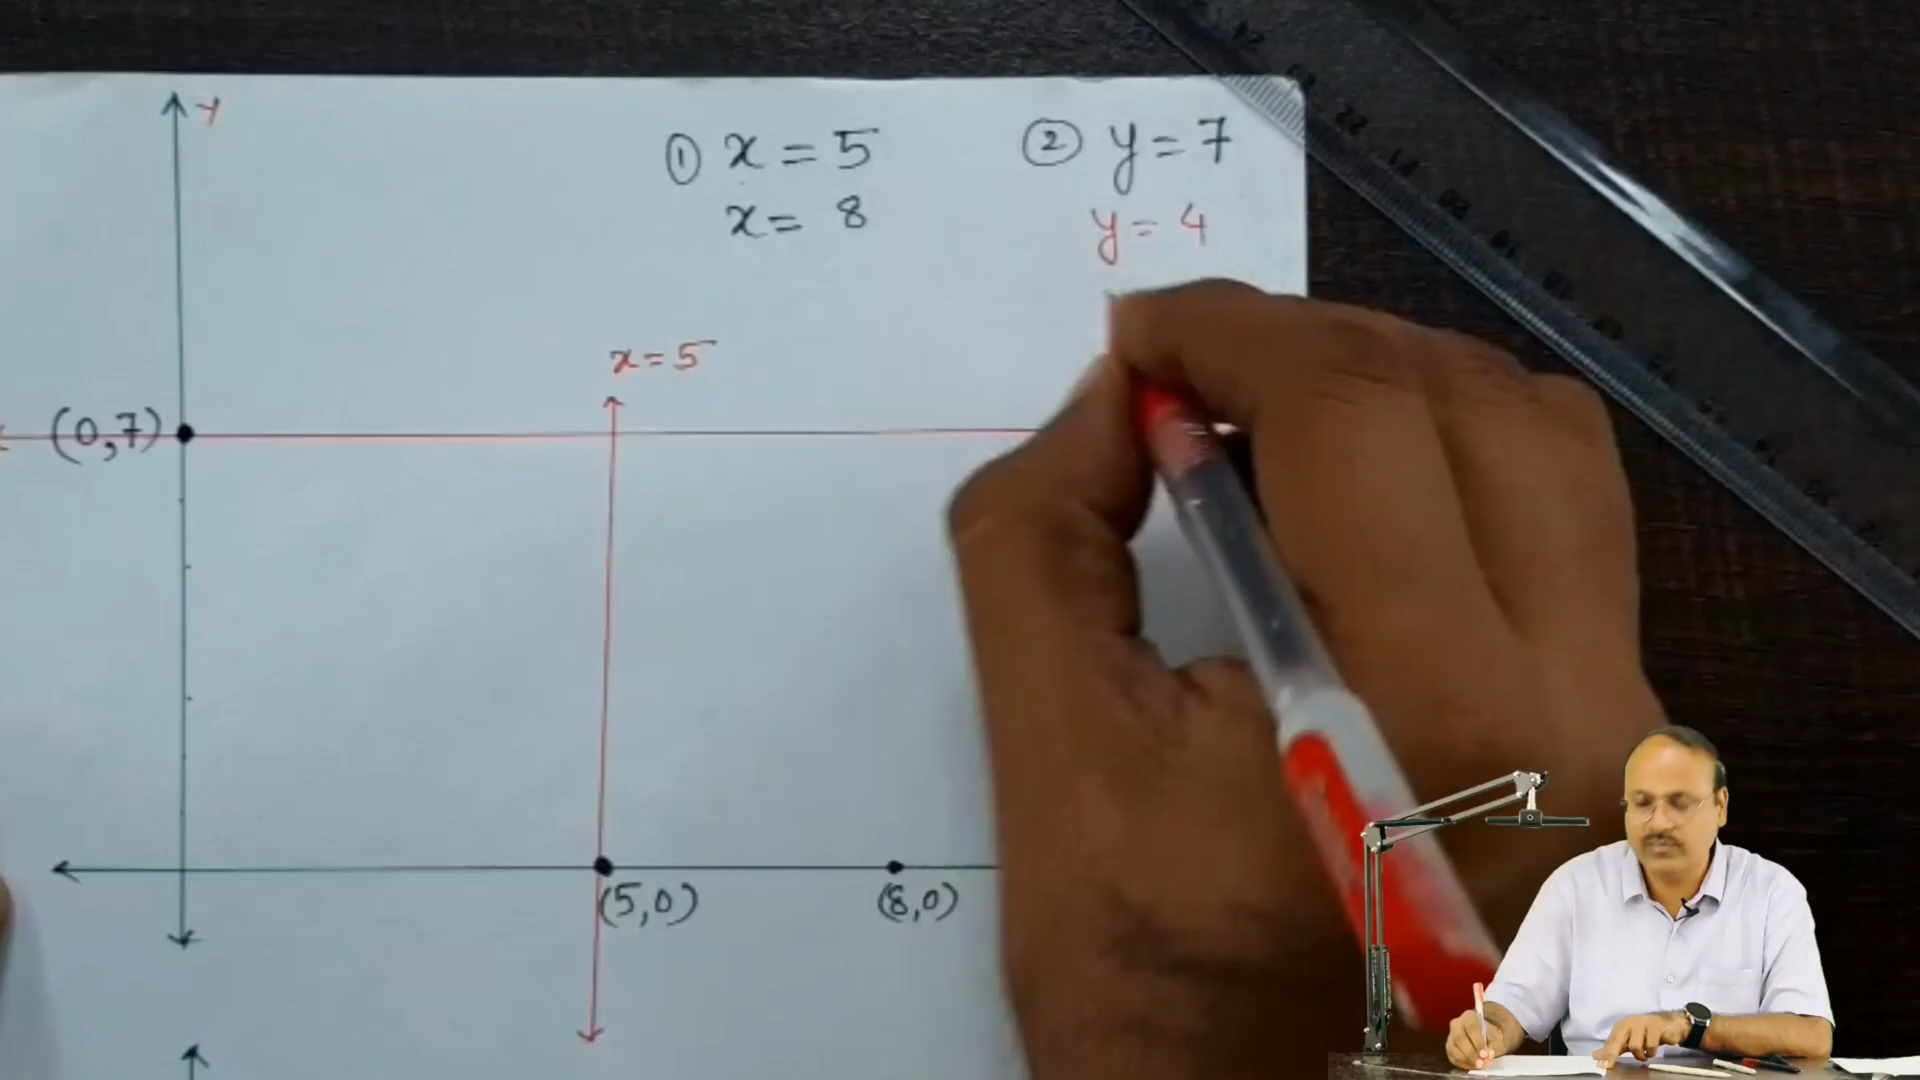 Y
① x = 5
x = 8
② y = 7
y = 4
x = 5
(0,7)
(5,0)
(8,0)